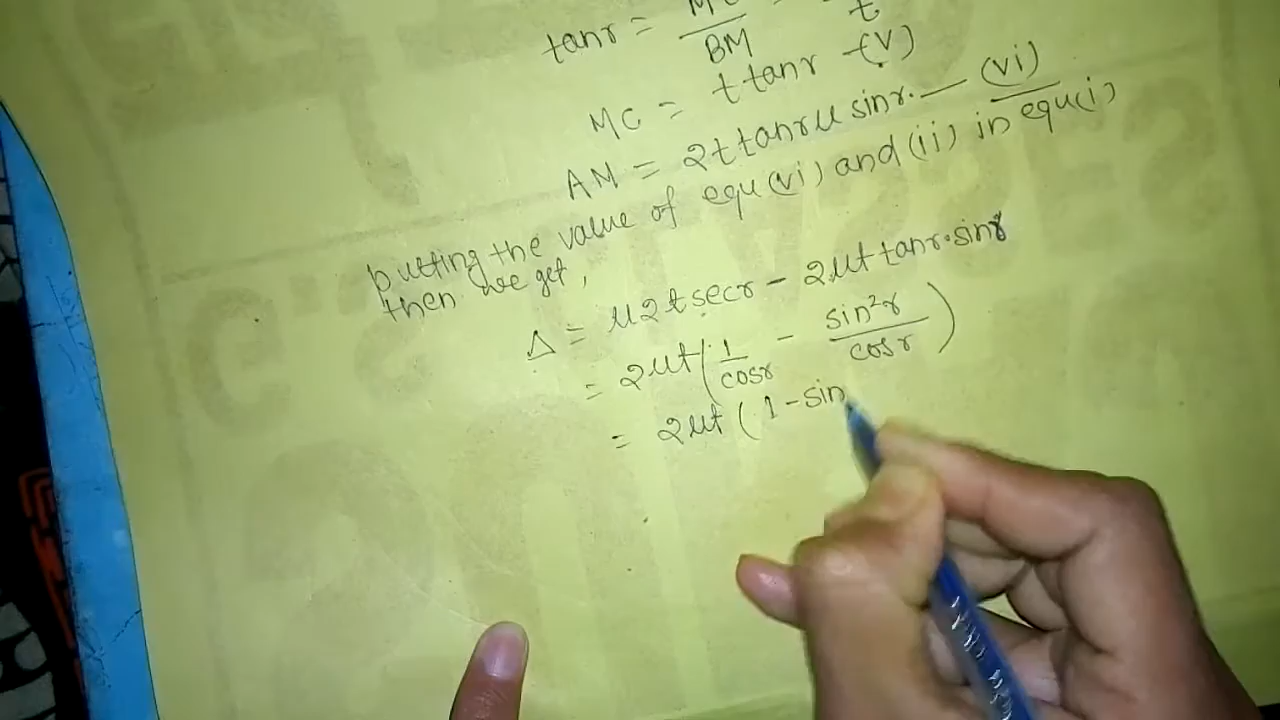 tanr = MC/BM = t
MC = t tanr -(v)
AM = 2t tanr μ sinr. — (vi)
putting the value of equ(vi) and (ii) in equ(i)
then we get,
Δ = μ2t secr - 2μt tanr·sinr
= 2μt(1/cosr - sin²r/cosr)
= 2μt (1-sin